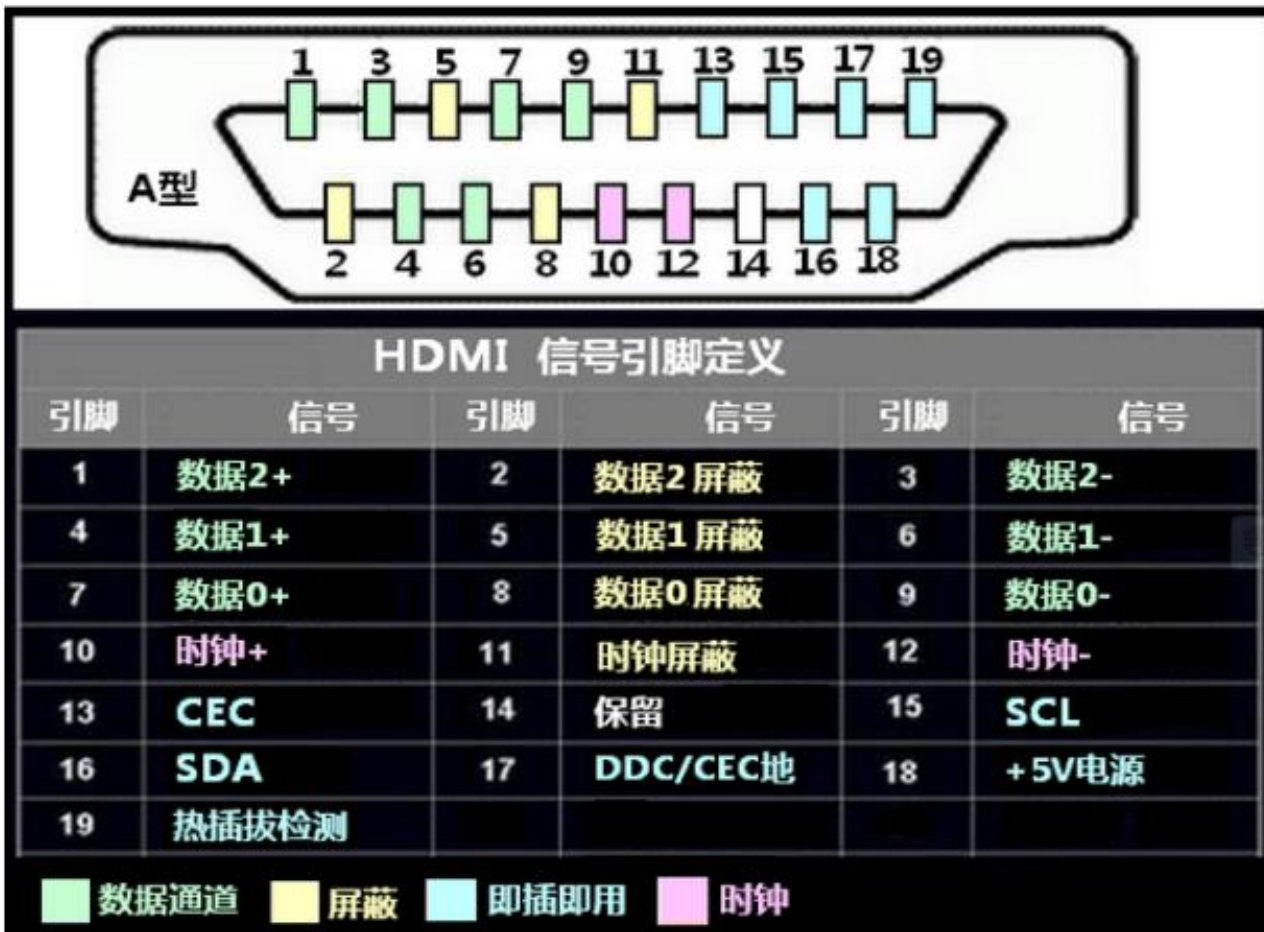 1 3 5 7 9 11 13 15 17 19
A型
2 4 6 8 10 12 14 16 18
HDMI 信号引脚定义
引脚 信号 引脚 信号 引脚 信号
1 数据2+ 2 数据2 屏蔽 3 数据2-
4 数据1+ 5 数据1 屏蔽 6 数据1-
7 数据0+ 8 数据0 屏蔽 9 数据0-
10 时钟+ 11 时钟屏蔽 12 时钟-
13 CEC 14 保留 15 SCL
16 SDA 17 DDC/CEC地 18 +5V电源
19 热插拔检测
数据通道 屏蔽 即插即用 时钟